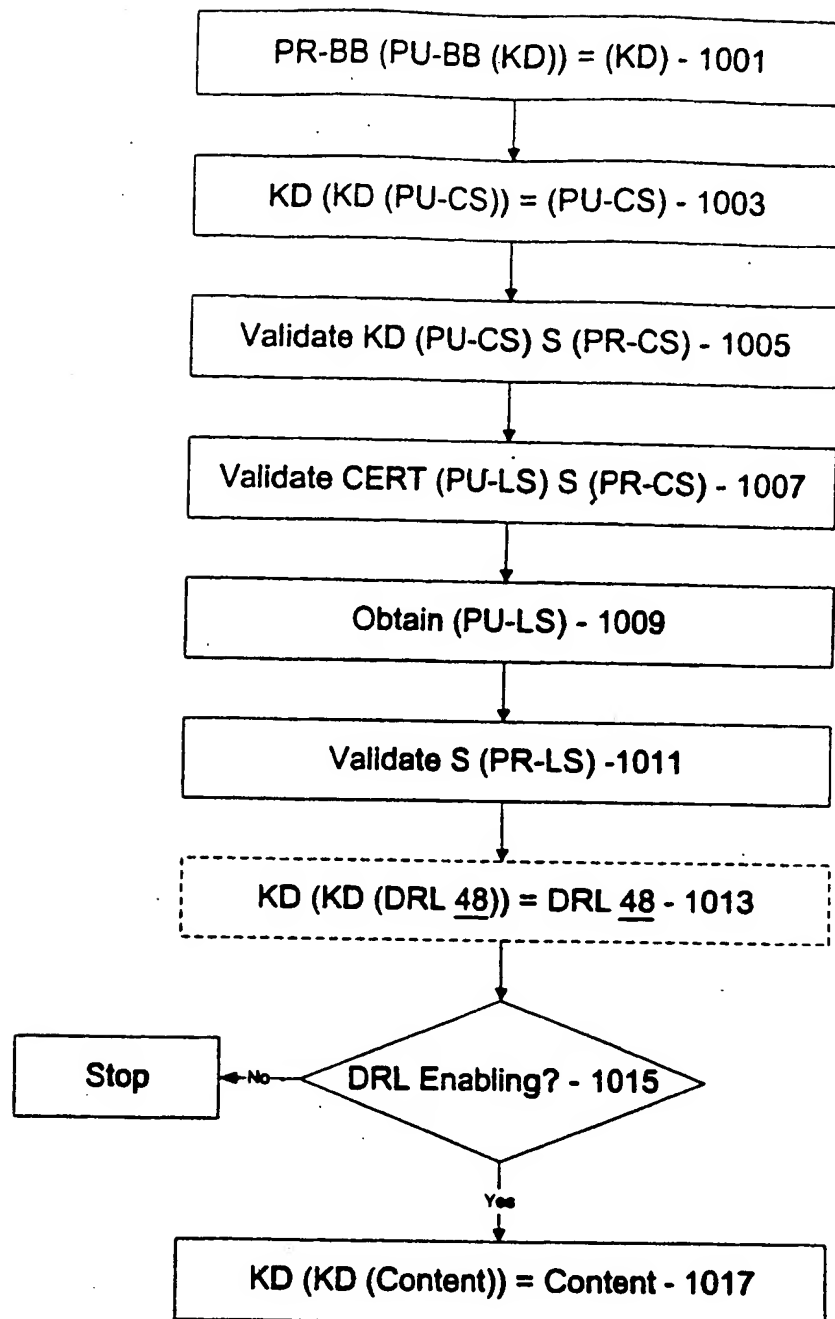 PR-BB (PU-BB (KD)) = (KD) - 1001
KD (KD (PU-CS)) = (PU-CS) - 1003
Validate KD (PU-CS) S (PR-CS) - 1005
Validate CERT (PU-LS) S (PR-CS) - 1007
Obtain (PU-LS) - 1009
Validate S (PR-LS) -1011
KD (KD (DRL 48)) = DRL 48 - 1013
DRL Enabling? - 1015
No
Stop
Yes
KD (KD (Content)) = Content - 1017